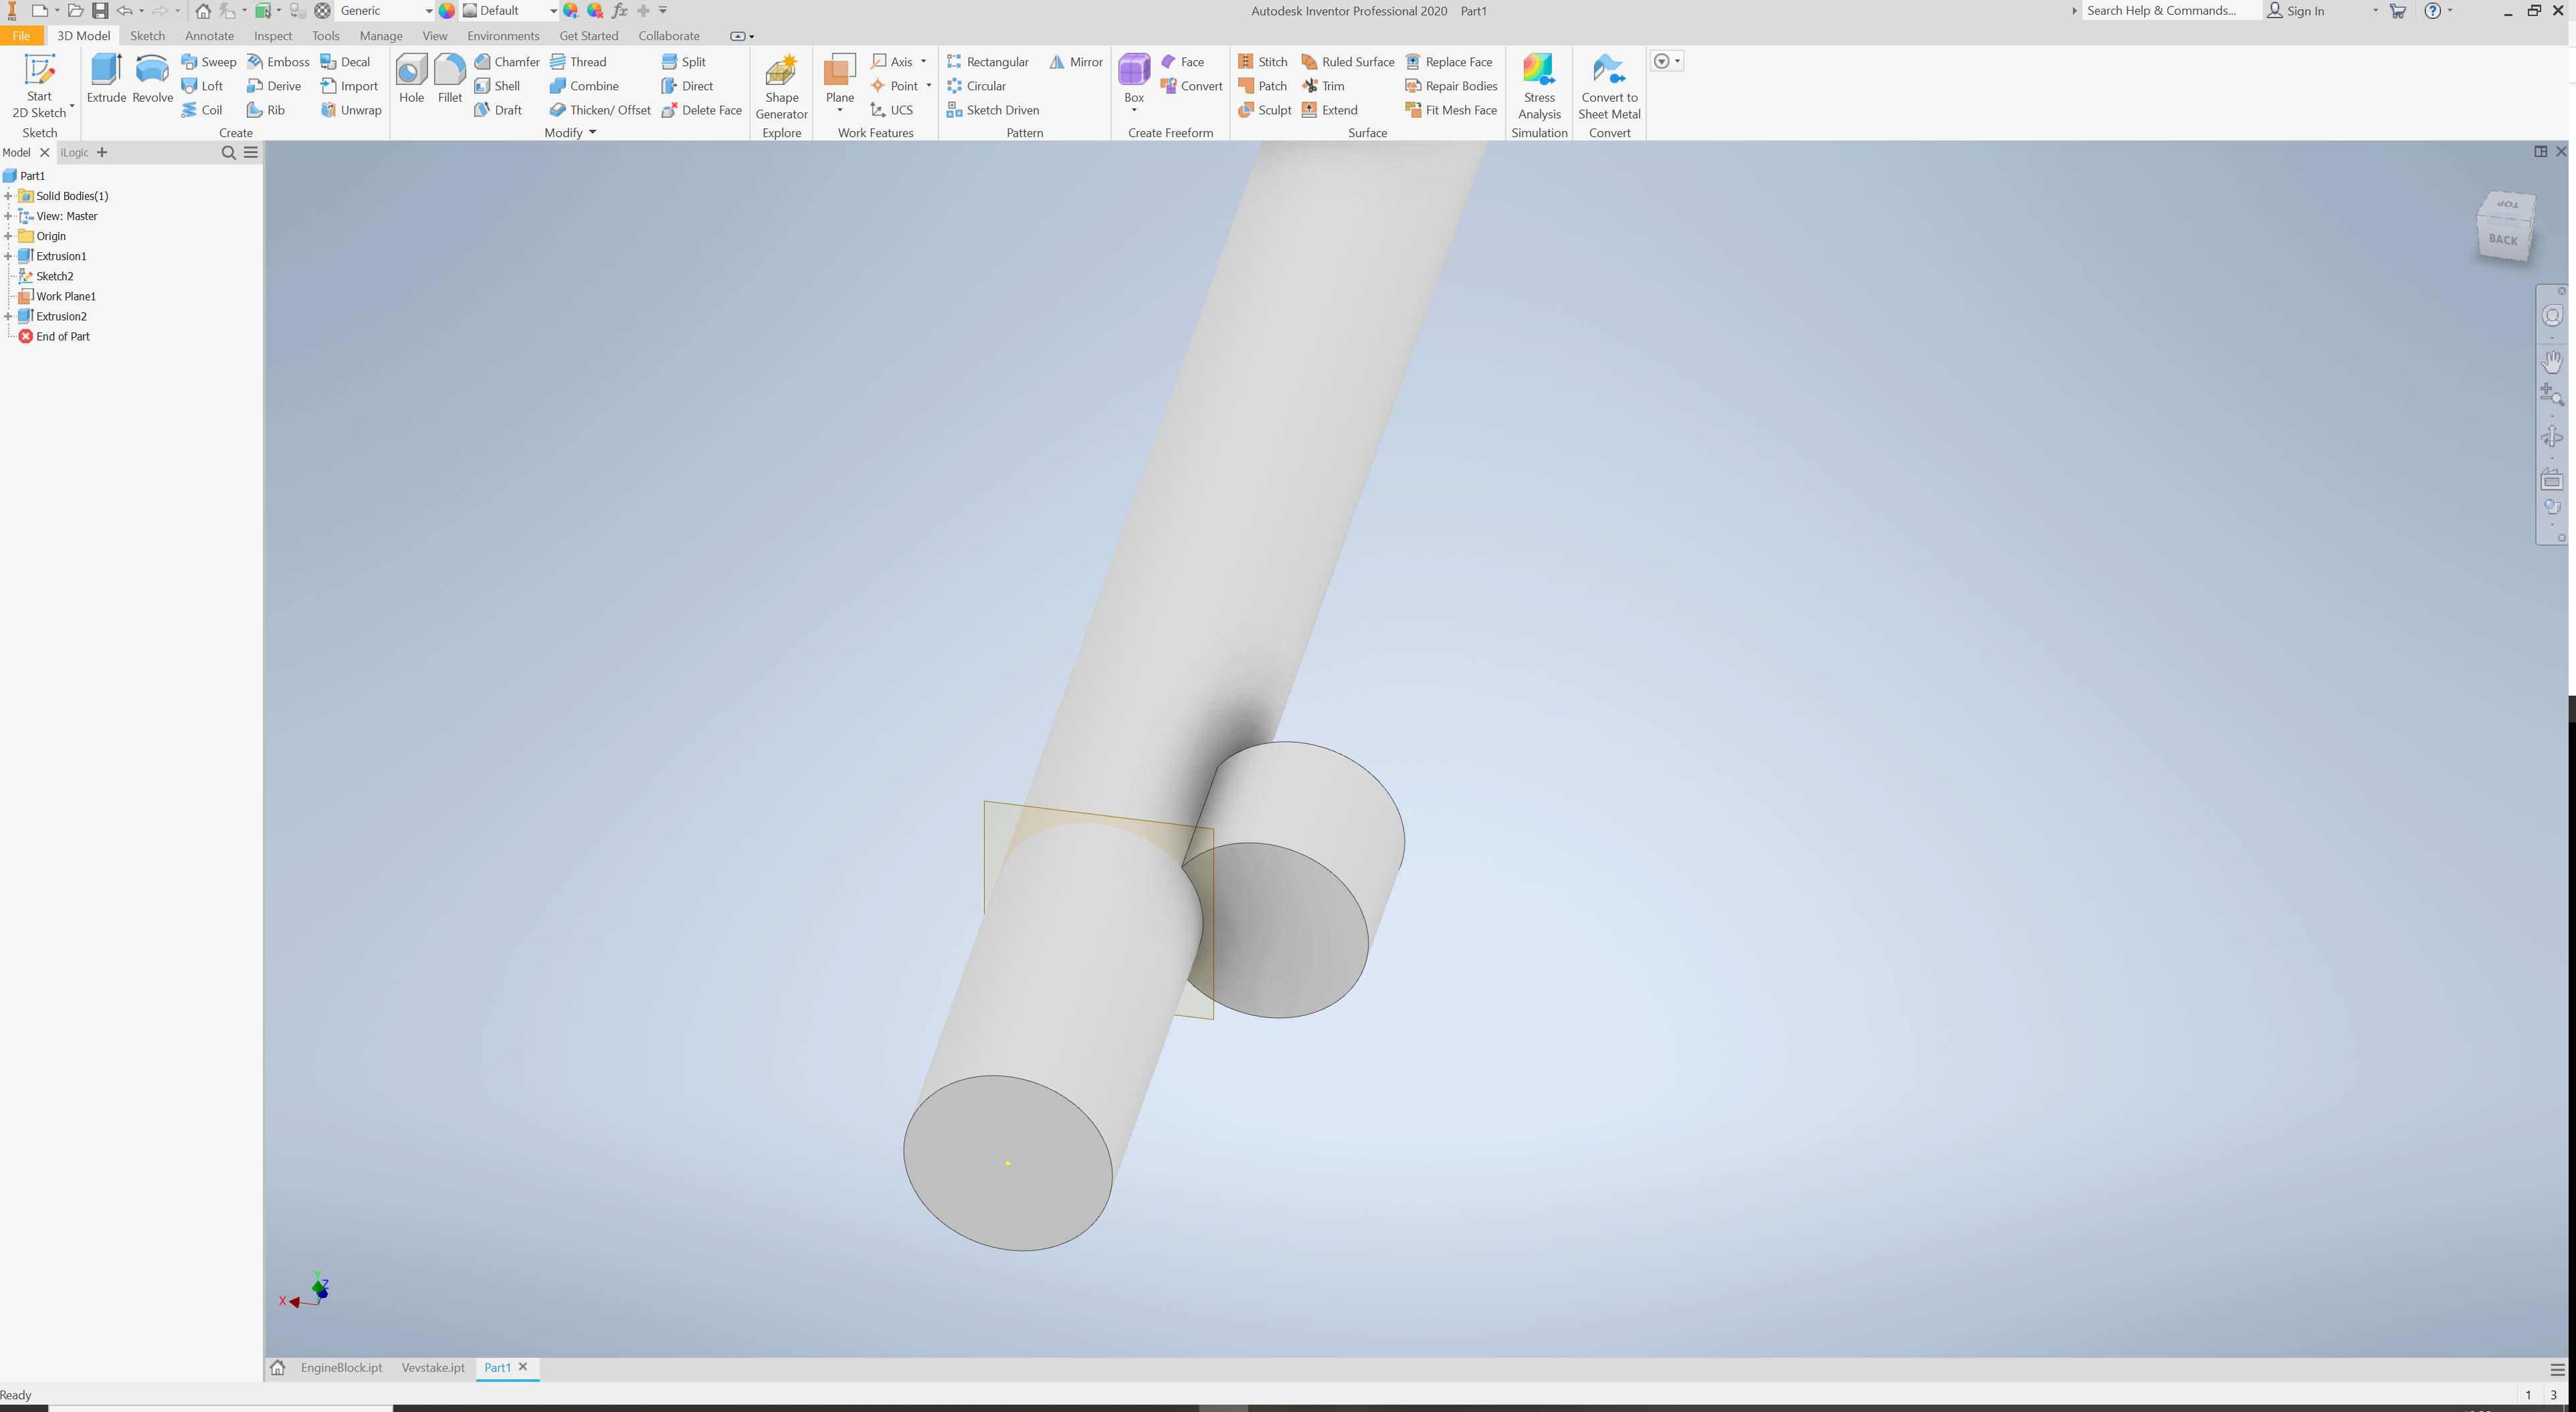 PRO Generic Default fx Autodesk Inventor Professional 2020 Part1 Search Help & Commands... Sign In
File 3D Model Sketch Annotate Inspect Tools Manage View Environments Get Started Collaborate
Start 2D Sketch
Sketch
Extrude Revolve Sweep Emboss Decal
Loft Derive Import
Coil Rib Unwrap
Create
Hole Fillet Chamfer Thread Split
Shell Combine Direct
Draft Thicken/ Offset Delete Face
Modify
Shape Generator
Explore
Plane Axis
Point
UCS
Work Features
Rectangular Mirror
Circular
Sketch Driven
Pattern
Box Face
Convert
Create Freeform
Stitch Ruled Surface Replace Face
Patch Trim Repair Bodies
Sculpt Extend Fit Mesh Face
Surface
Stress Analysis
Simulation
Convert to Sheet Metal
Convert
Model iLogic
Part1
Solid Bodies(1)
View: Master
Origin
Extrusion1
Sketch2
Work Plane1
Extrusion2
End of Part
TOP
BACK
Y
Z
X
EngineBlock.ipt Vevstake.ipt Part1
Ready 1 3